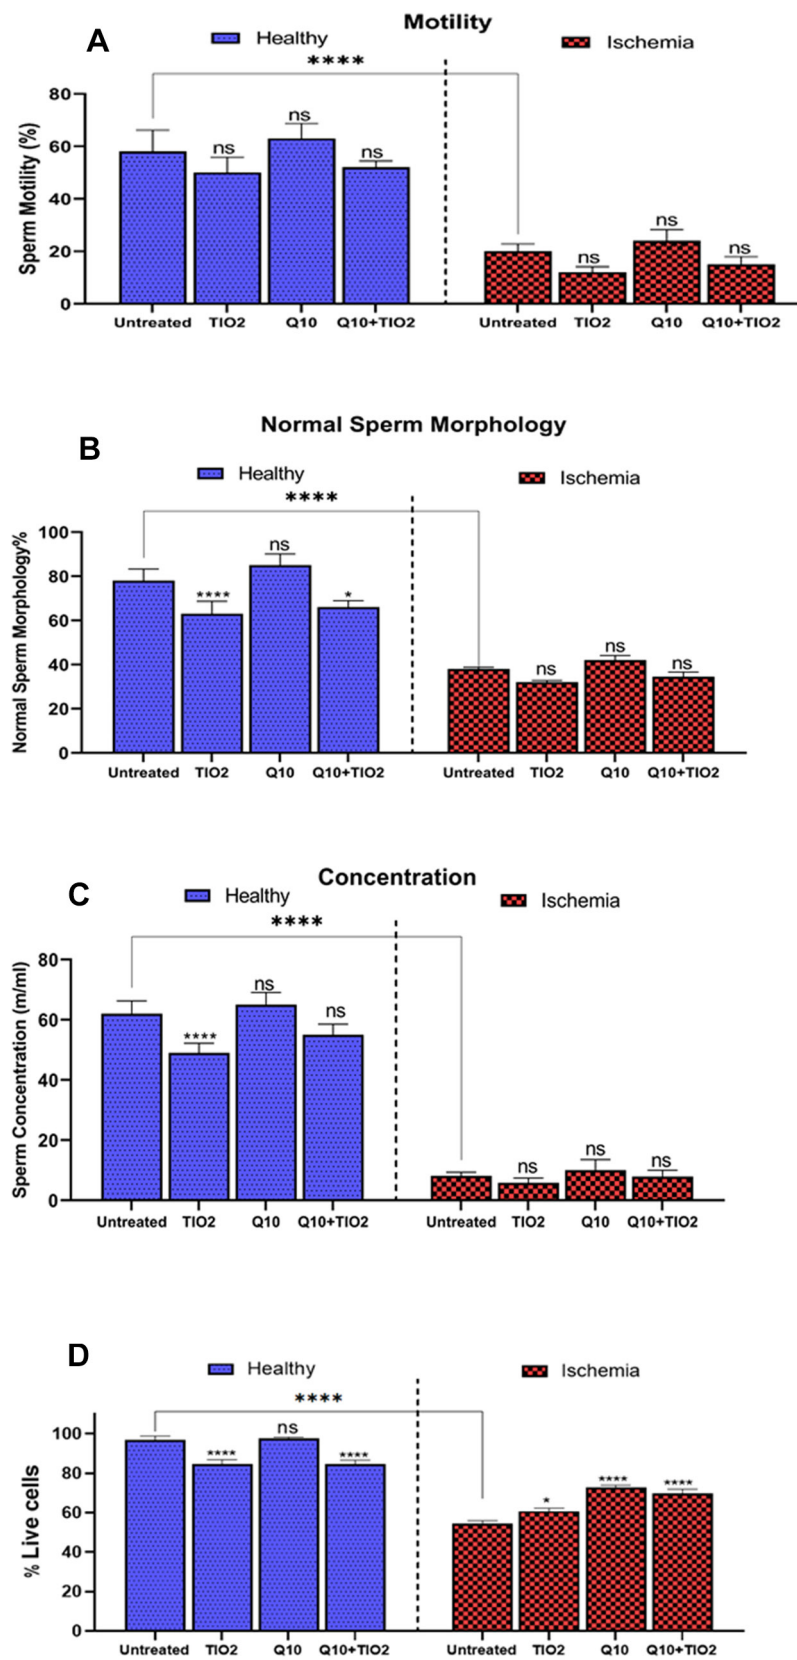 A
Motility
Healthy
Ischemia
****
Sperm Motility (%)
80
60
40
20
0
ns
ns
ns
ns
ns
ns
Untreated TIO2 Q10 Q10+TIO2 Untreated TIO2 Q10 Q10+TIO2
Normal Sperm Morphology
B
Healthy
Ischemia
****
Normal Sperm Morphology%
100
80
60
40
20
0
****
ns
*
ns
ns
ns
Untreated TIO2 Q10 Q10+TIO2 Untreated TIO2 Q10 Q10+TIO2
Concentration
C
Healthy
Ischemia
****
Sperm Concentration (m/ml)
80
60
40
20
0
****
ns
ns
ns
ns
ns
Untreated TIO2 Q10 Q10+TIO2 Untreated TIO2 Q10 Q10+TIO2
D
Healthy
Ischemia
****
% Live cells
100
80
60
40
20
0
****
ns
****
*
****
****
Untreated TIO2 Q10 Q10+TIO2 Untreated TIO2 Q10 Q10+TIO2